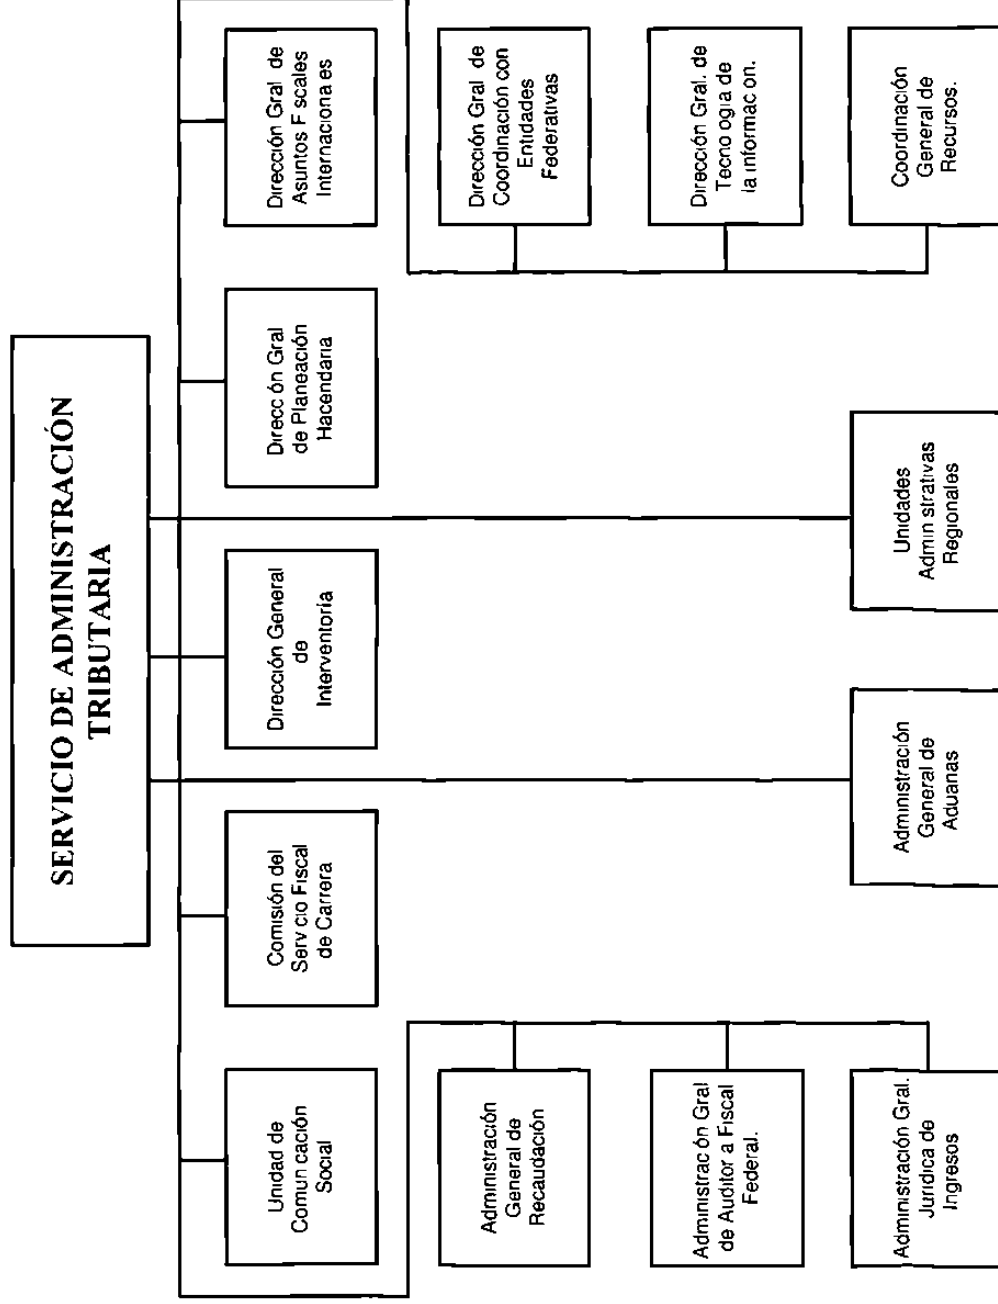 SERVICIO DE ADMINISTRACIÓN
TRIBUTARIA
Unidad de
Comun cación
Social
Comisión del
Serv cio Fiscal
de Carrera
Dirección General
de
Interventoría
Direcc ón Gral
de Planeación
Hacendaria
Dirección Gral de
Asuntos F scales
Internaciona es
Administración
General de
Recaudación
Dirección Gral de
Coordinación con
Entidades
Federativas
Administrac ón Gral
de Auditor a Fiscal
Federal.
Dirección Gral. de
Tecno ogia de
la informac on.
Administración Gral.
Juridica de
Ingresos
Administración
General de
Aduanas
Unidades
Admin strativas
Regionales
Coordinación
General de
Recursos.